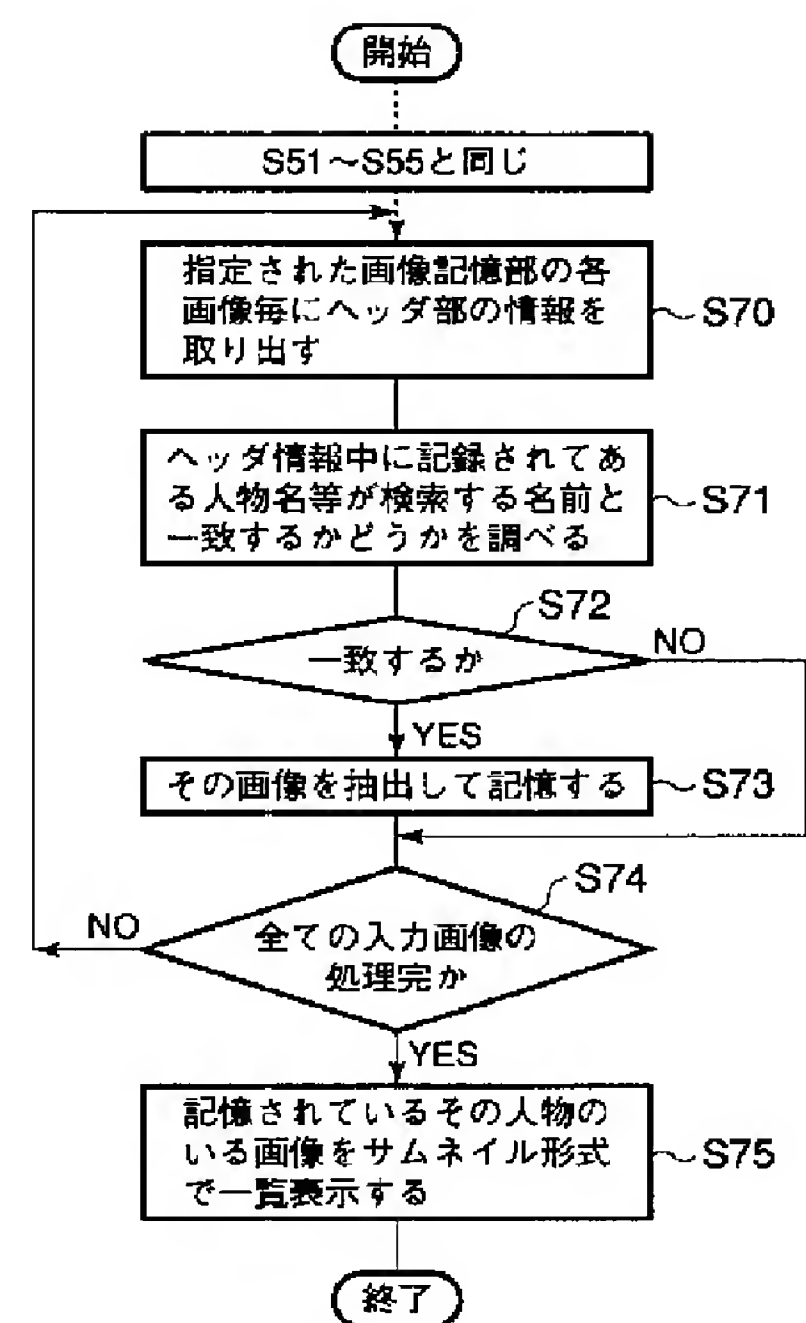 開始
S51～S55と同じ
指定された画像記憶部の各
画像毎にヘッダ部の情報を
取り出す
S70
ヘッダ情報中に記録されてあ
る人物名等が検索する名前と
一致するかどうかを調べる
S71
S72
一致するか
NO
YES
その画像を抽出して記憶する
S73
S74
NO
全ての入力画像の
処理完か
YES
記憶されているその人物の
いる画像をサムネイル形式
で一覧表示する
S75
終了